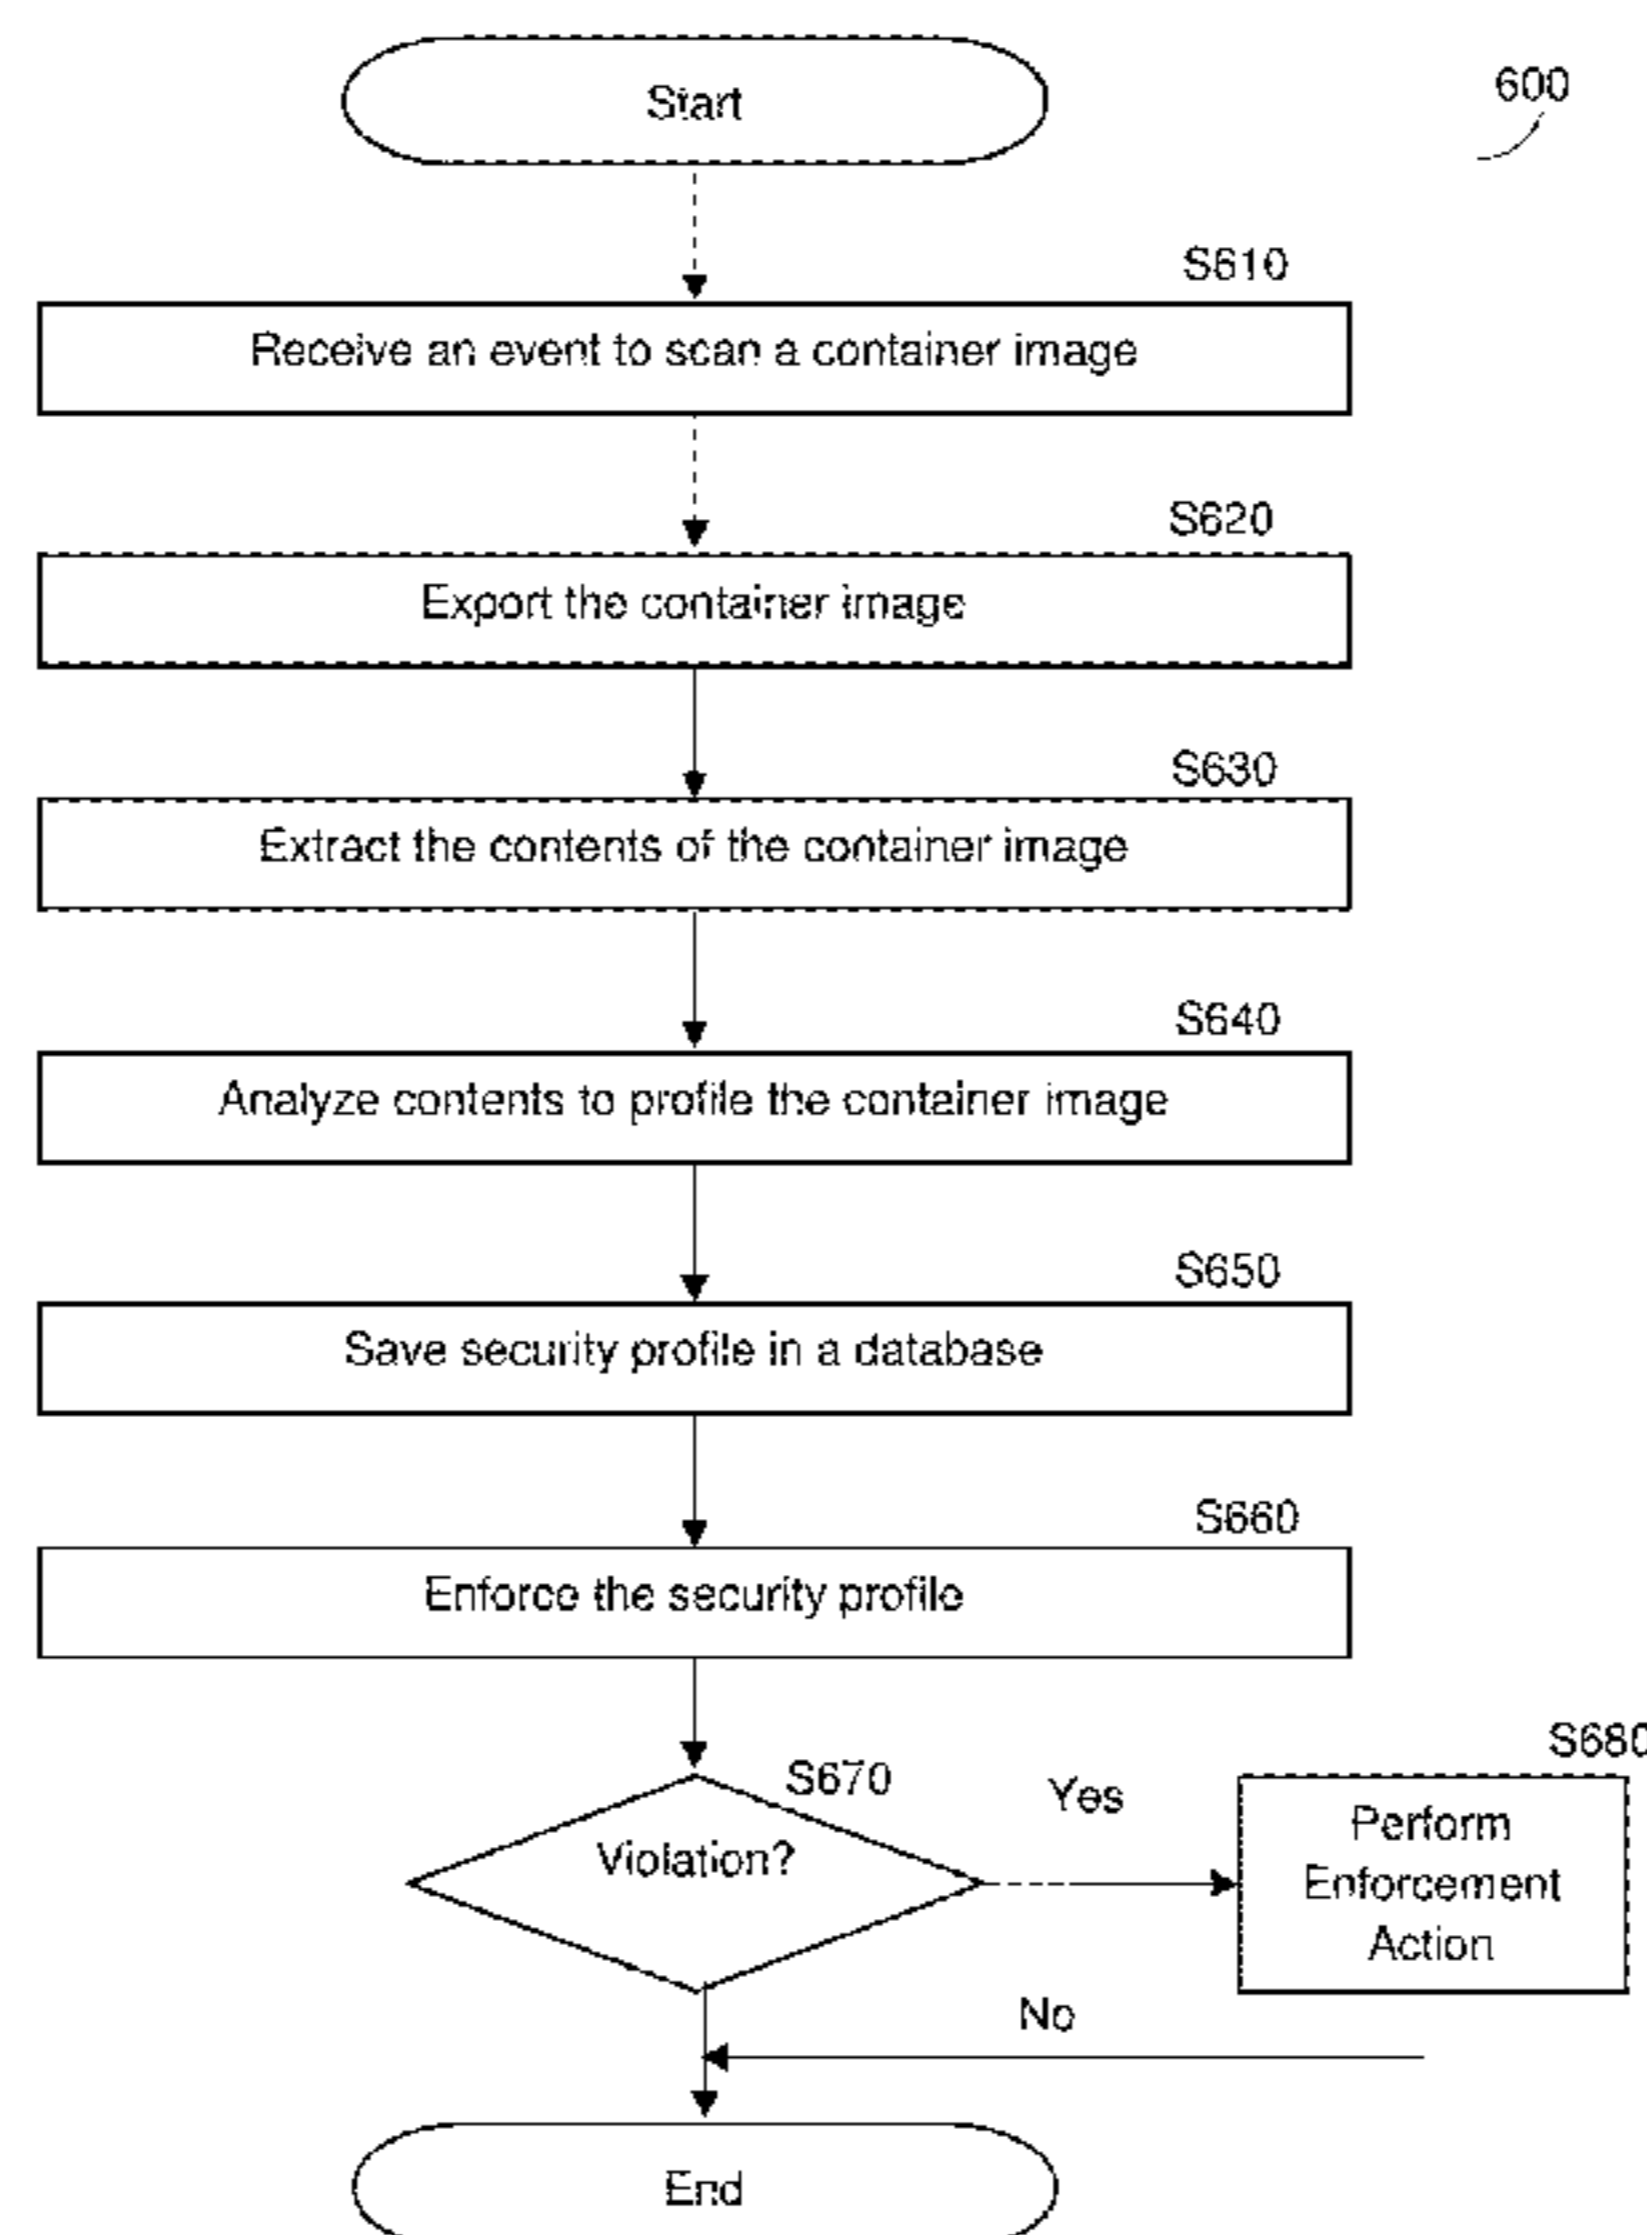 Start
600
S610
Receive an event to scan a container image
S620
Export the container image
S630
Extract the contents of the container image
S640
Analyze contents to profile the container image
S650
Save security profile in a database
S660
Enforce the security profile
S670
Violation?
Yes
S680
Perform
Enforcement
Action
No
End